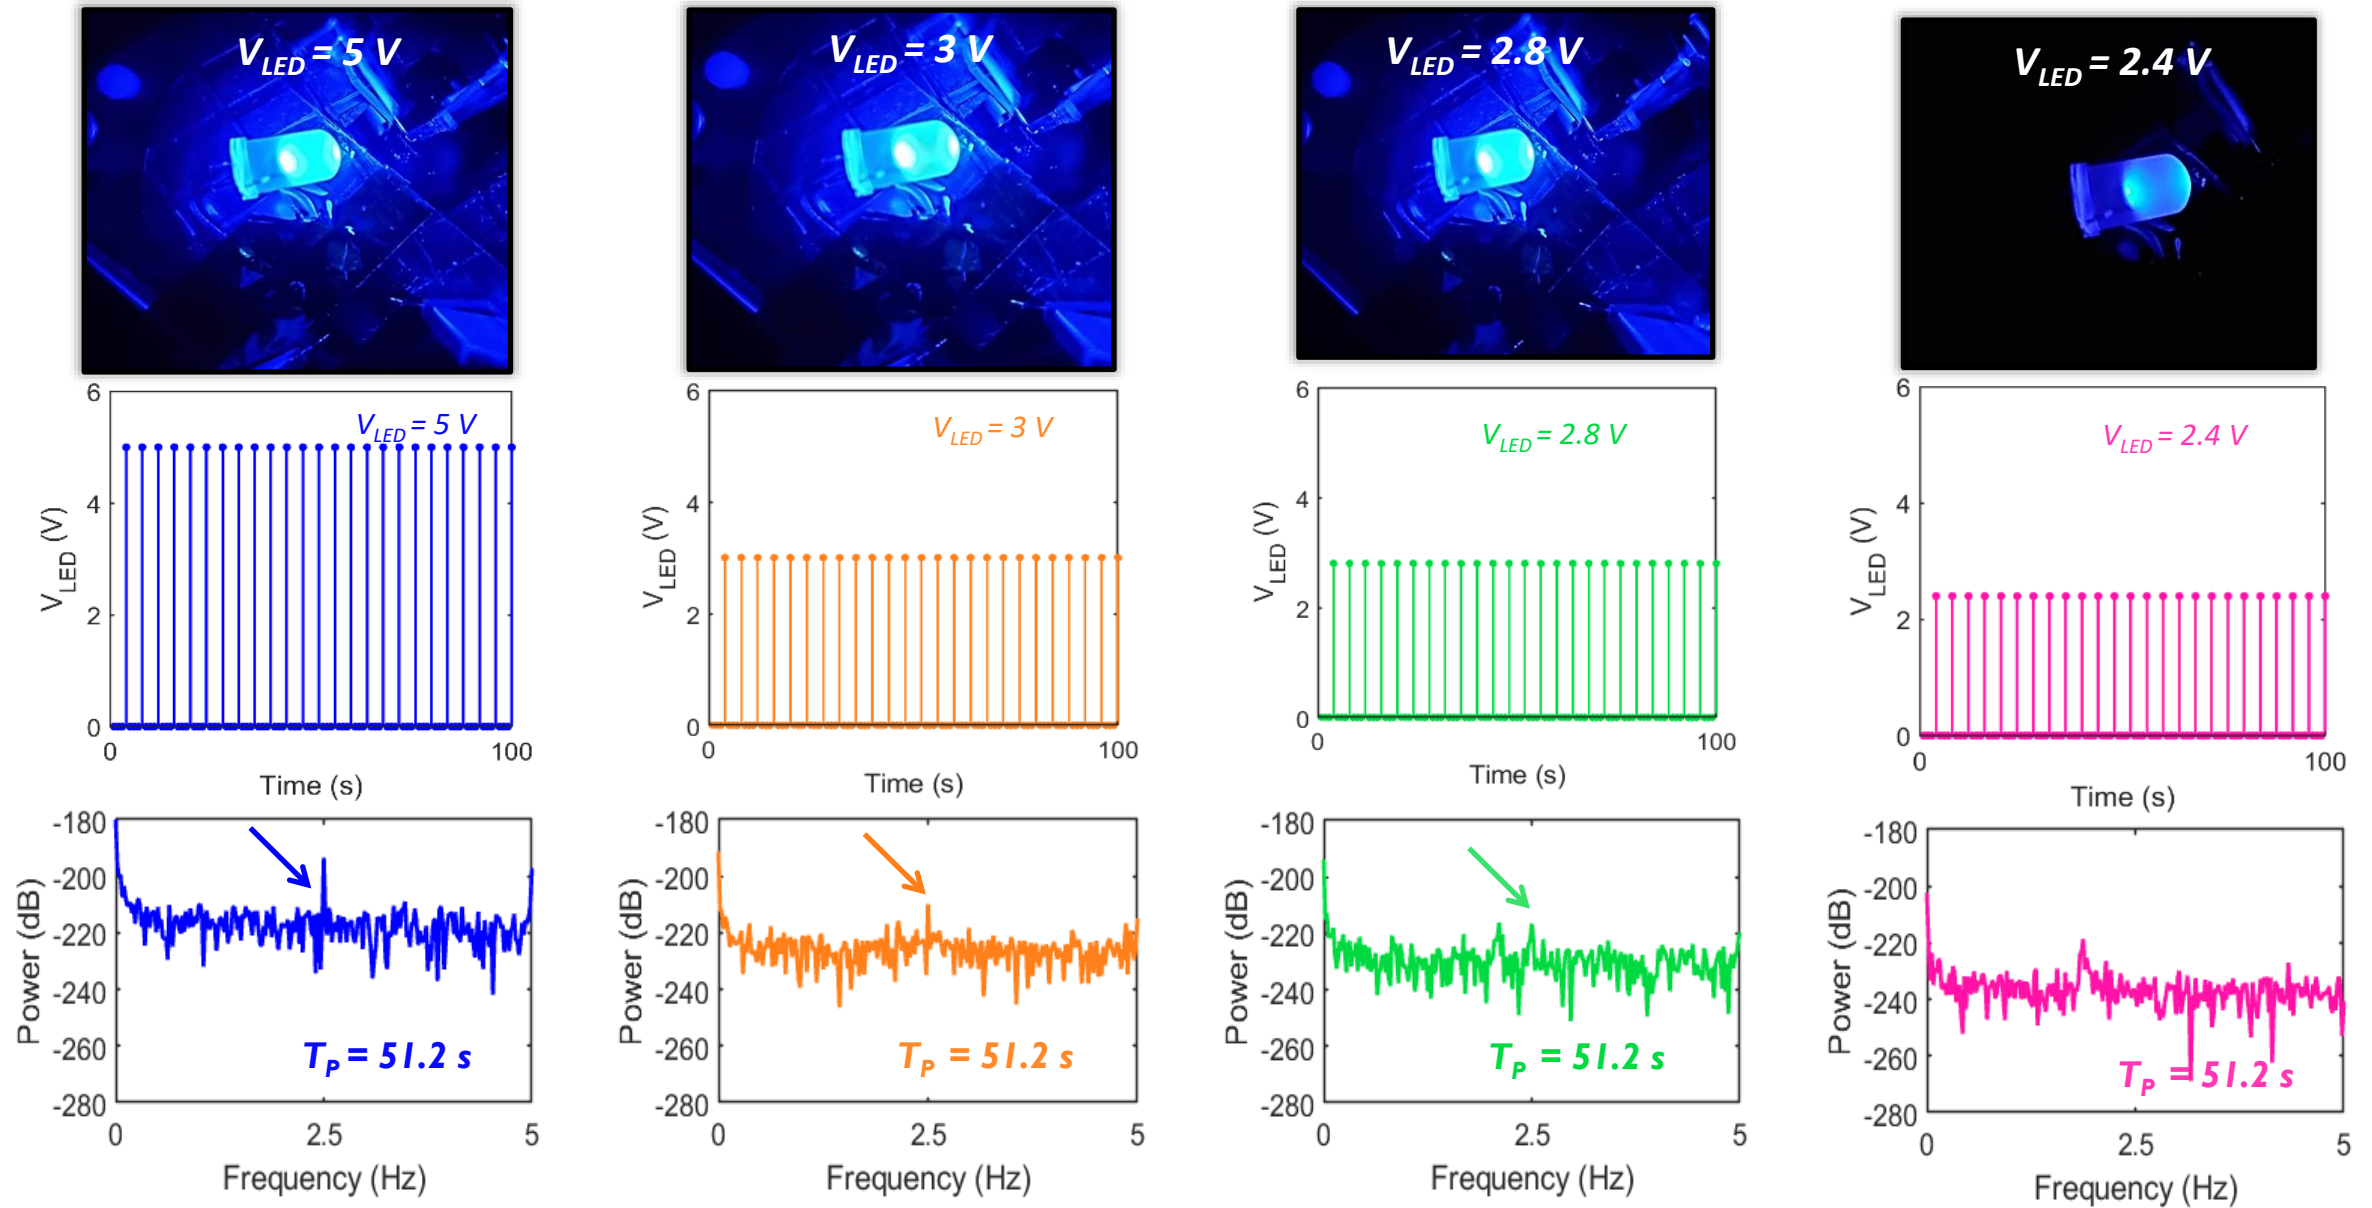 V_LED = 5 V
V_LED = 3 V
V_LED = 2.8 V
V_LED = 2.4 V
V_LED = 5 V
6
4
2
0
V_LED (V)
0
100
Time (s)
V_LED = 3 V
6
4
2
0
V_LED (V)
0
100
Time (s)
V_LED = 2.8 V
6
4
2
0
V_LED (V)
0
100
Time (s)
V_LED = 2.4 V
6
4
2
0
V_LED (V)
0
100
Time (s)
-180
-200
-220
-240
-260
-280
Power (dB)
T_P = 51.2 s
0
2.5
5
Frequency (Hz)
-180
-200
-220
-240
-260
-280
Power (dB)
T_P = 51.2 s
0
2.5
5
Frequency (Hz)
-180
-200
-220
-240
-260
-280
Power (dB)
T_P = 51.2 s
0
2.5
5
Frequency (Hz)
-180
-200
-220
-240
-260
-280
Power (dB)
T_P = 51.2 s
0
2.5
5
Frequency (Hz)